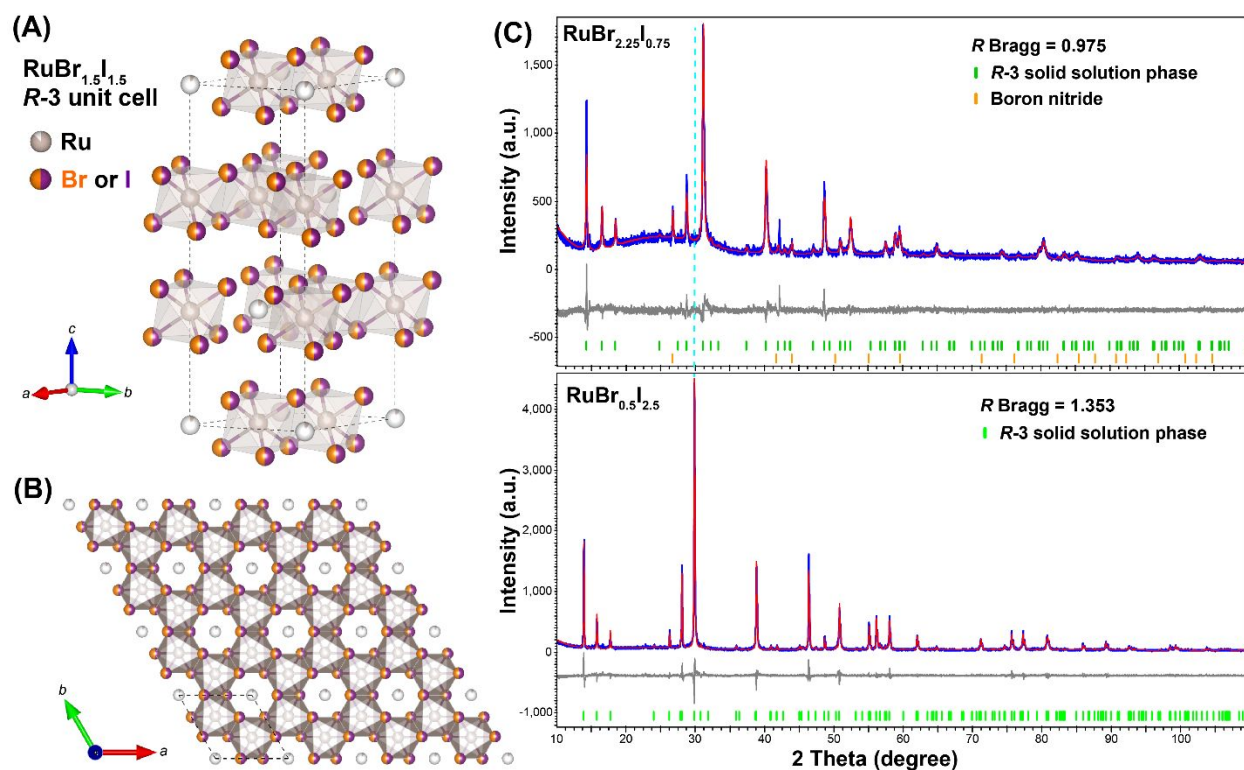 (A)
RuBr1.5I1.5
R-3 unit cell
Ru
Br or I
c
a
b
(B)
b
a
(C)
RuBr2.25I0.75
R Bragg = 0.975
R-3 solid solution phase
Boron nitride
Intensity (a.u.)
1,500
1,000
500
0
-500
RuBr0.5I2.5
R Bragg = 1.353
R-3 solid solution phase
Intensity (a.u.)
4,000
3,000
2,000
1,000
0
-1,000
10 20 30 40 50 60 70 80 90 100
2 Theta (degree)